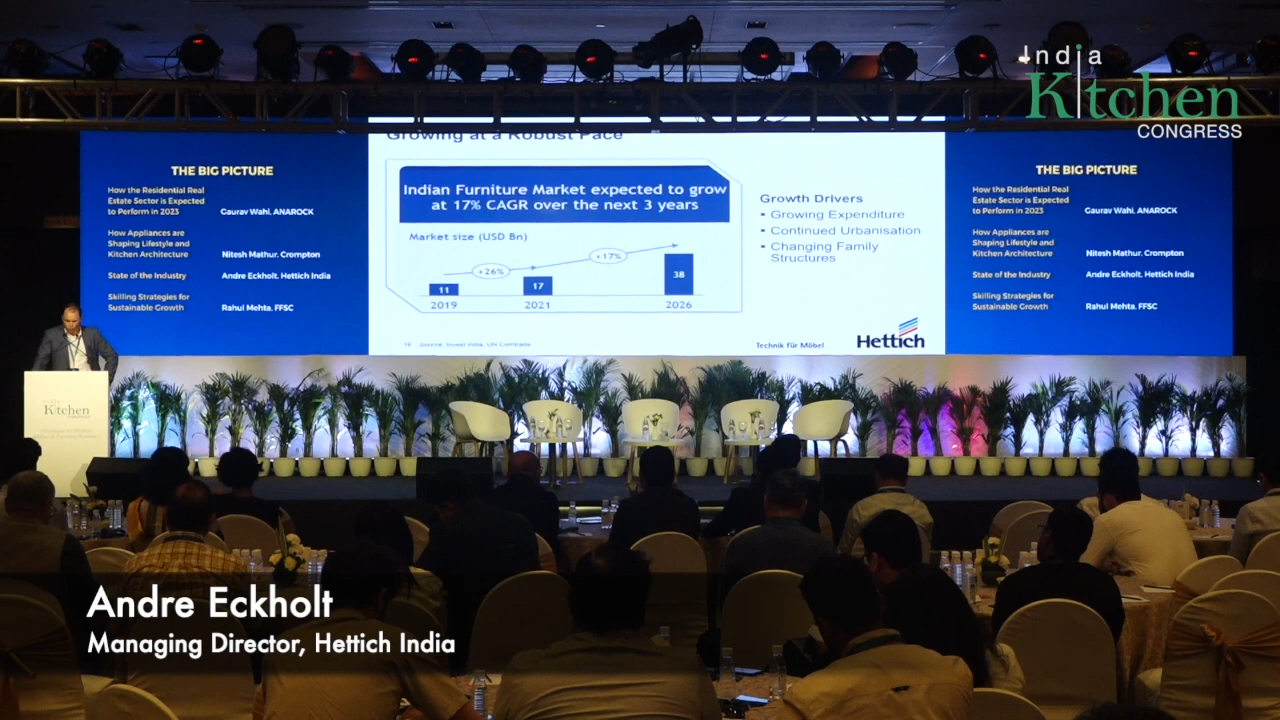 India
Kitchen
CONGRESS
THE BIG PICTURE
How the Residential Real
Estate Sector is Expected
to Perform in 2023
Gaurav Wahi, ANAROCK
How Appliances are
Shaping Lifestyle and
Kitchen Architecture
Nitesh Mathur, Crompton
State of the Industry
Andre Eckholt, Hettich India
Skilling Strategies for
Sustainable Growth
Rahul Mehta, FFSC
Growing at a Robust Pace
Indian Furniture Market expected to grow
at 17% CAGR over the next 3 years
Market size (USD Bn)
+26%
+17%
11
17
38
2019
2021
2026
Growth Drivers
▪ Growing Expenditure
▪ Continued Urbanisation
▪ Changing Family
Structures
16 Source: Invest India, UN Comtrade
Technik für Möbel
Hettich
THE BIG PICTURE
How the Residential Real
Estate Sector is Expected
to Perform in 2023
Gaurav Wahi, ANAROCK
How Appliances are
Shaping Lifestyle and
Kitchen Architecture
Nitesh Mathur, Crompton
State of the Industry
Andre Eckholt, Hettich India
Skilling Strategies for
Sustainable Growth
Rahul Mehta, FFSC
Kitchen
CONGRESS
Andre Eckholt
Managing Director, Hettich India